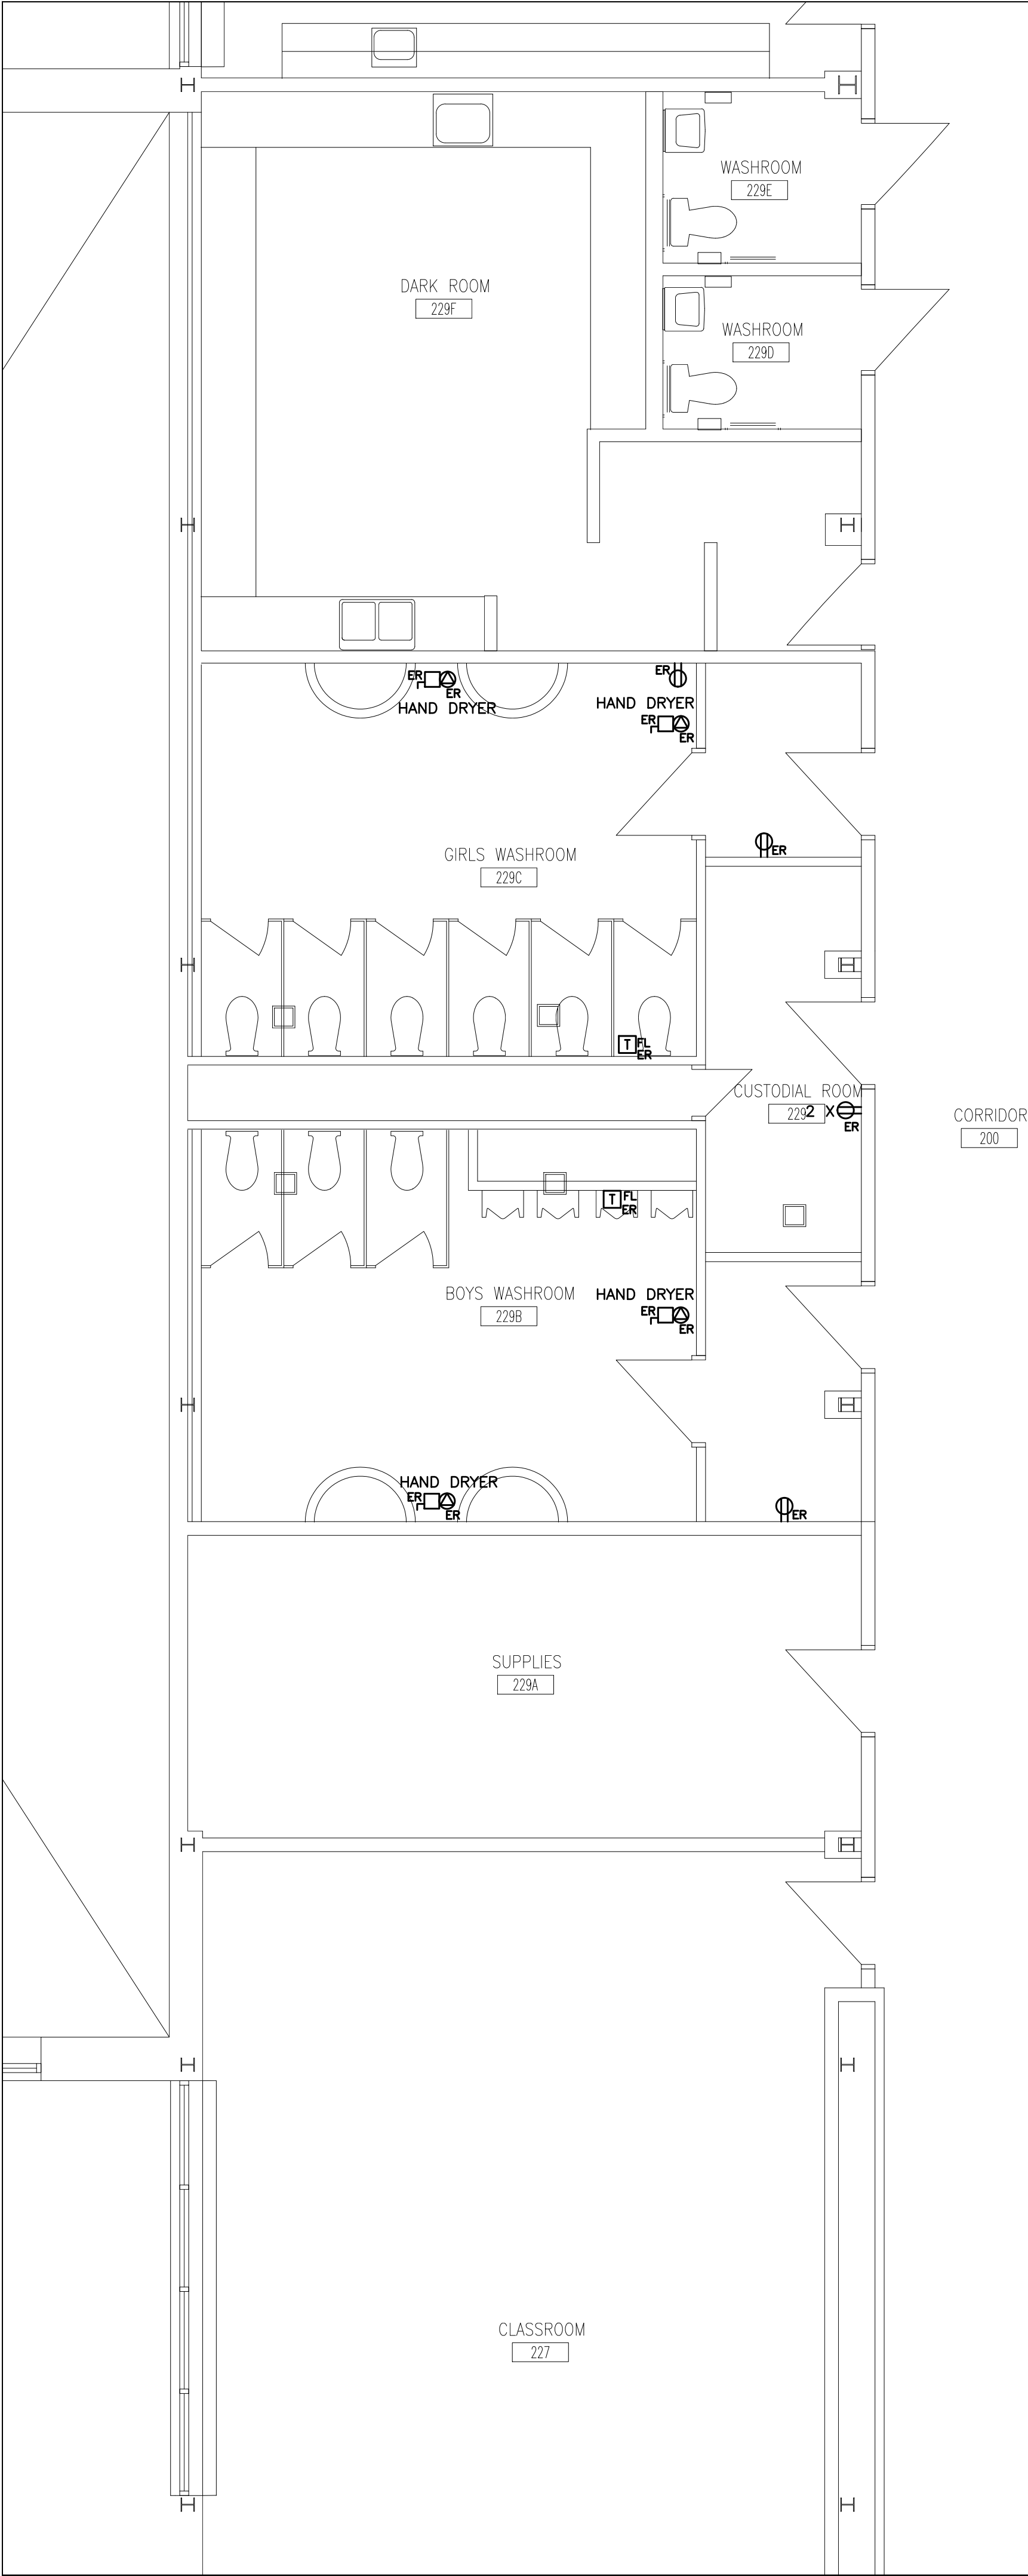 WASHROOM
229E
DARK ROOM
229F
WASHROOM
229D
ER
ER
HAND DRYER
ER
HAND DRYER
ER
ER
ER
GIRLS WASHROOM
229C
T FL
ER
CUSTODIAL ROOM
229 2 X
ER
CORRIDOR
200
T FL
ER
BOYS WASHROOM
229B
HAND DRYER
ER
ER
HAND DRYER
ER
ER
ER
SUPPLIES
229A
CLASSROOM
227